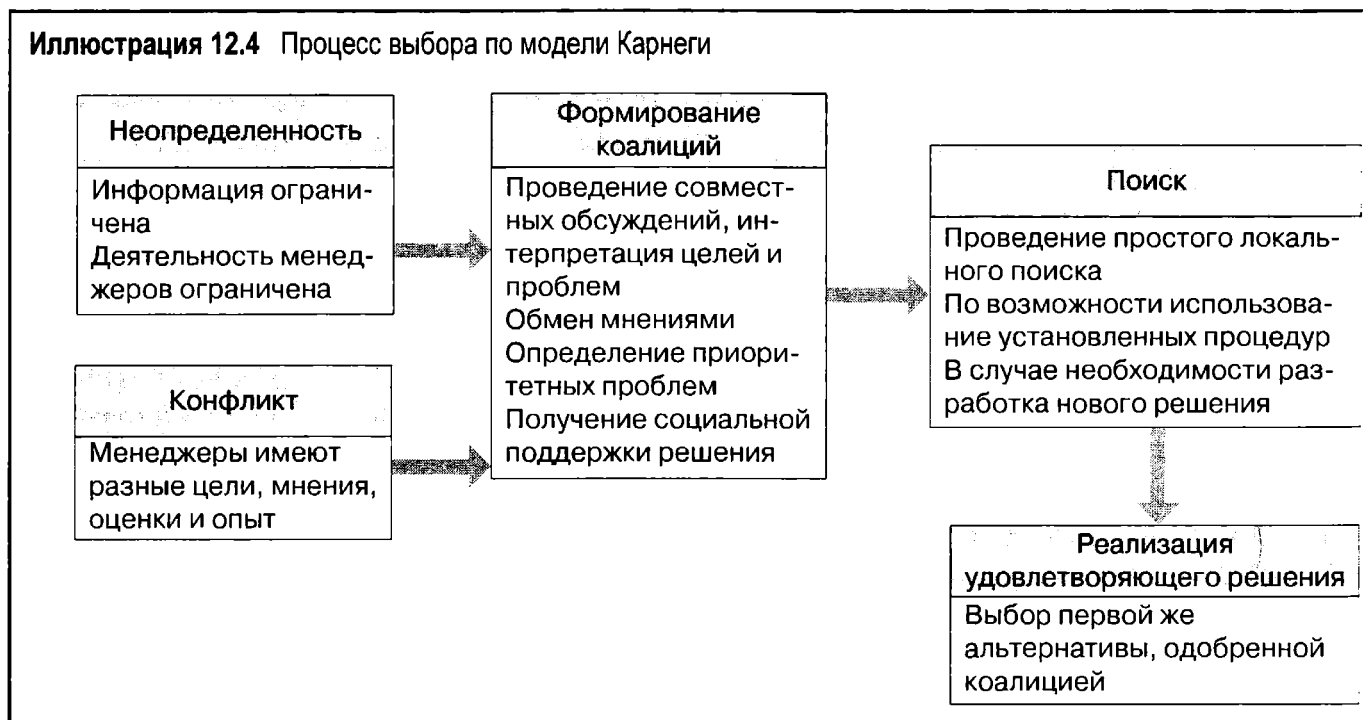 Иллюстрация 12.4 Процесс выбора по модели Карнеги
Неопределенность
Информация ограни-
чена
Деятельность менед-
жеров ограничена
Конфликт
Менеджеры имеют
разные цели, мнения,
оценки и опыт
Формирование
коалиций
Проведение совмест-
ных обсуждений, ин-
терпретация целей и
проблем
Обмен мнениями
Определение приори-
тетных проблем
Получение социальной
поддержки решения
Поиск
Проведение простого локаль-
ного поиска
По возможности использова-
ние установленных процедур
В случае необходимости раз-
работка нового решения
Реализация
удовлетворяющего решения
Выбор первой же
альтернативы, одобренной
коалицией